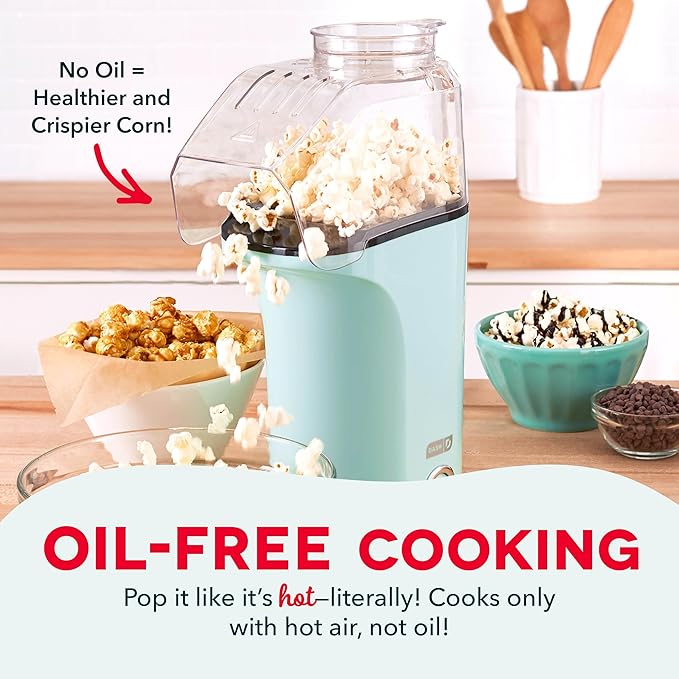 No Oil =
Healthier and
Crispier Corn!
DASH
OIL-FREE COOKING
Pop it like it's hot–literally! Cooks only
with hot air, not oil!